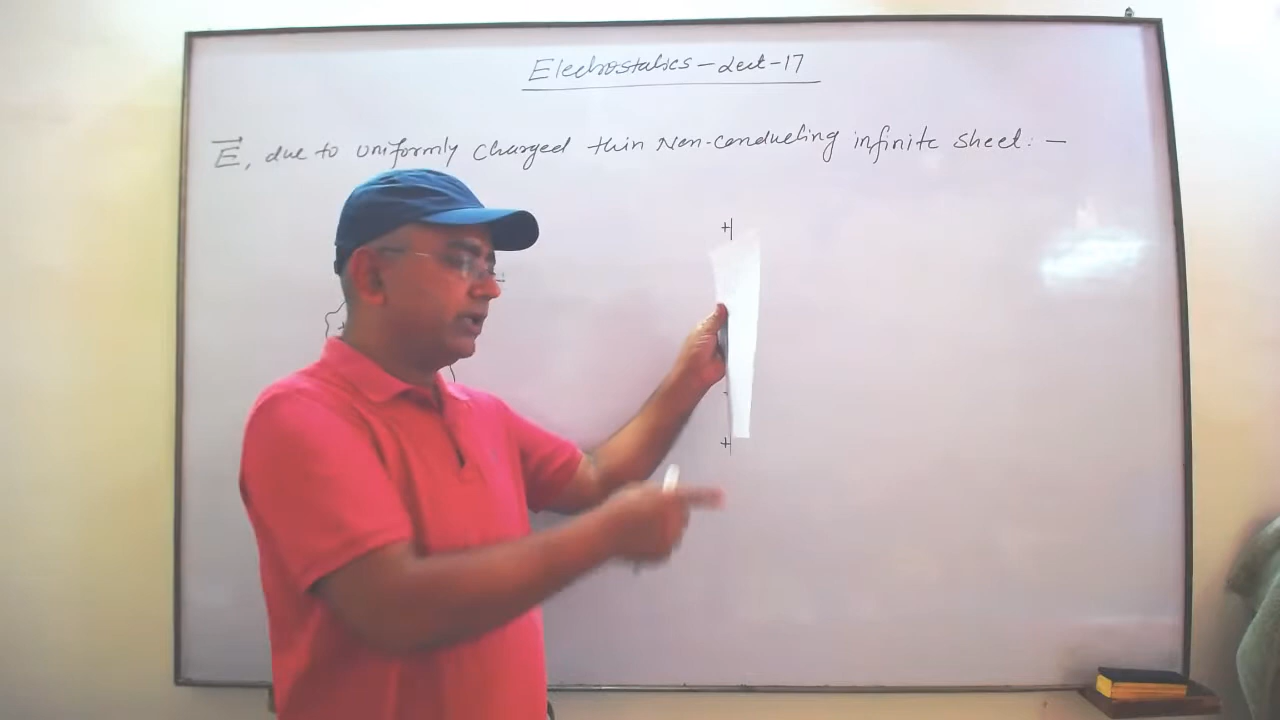 Electrostatics - Lect-17
E, due to uniformly charged thin Non-conducting infinite sheet: -
+
+
+